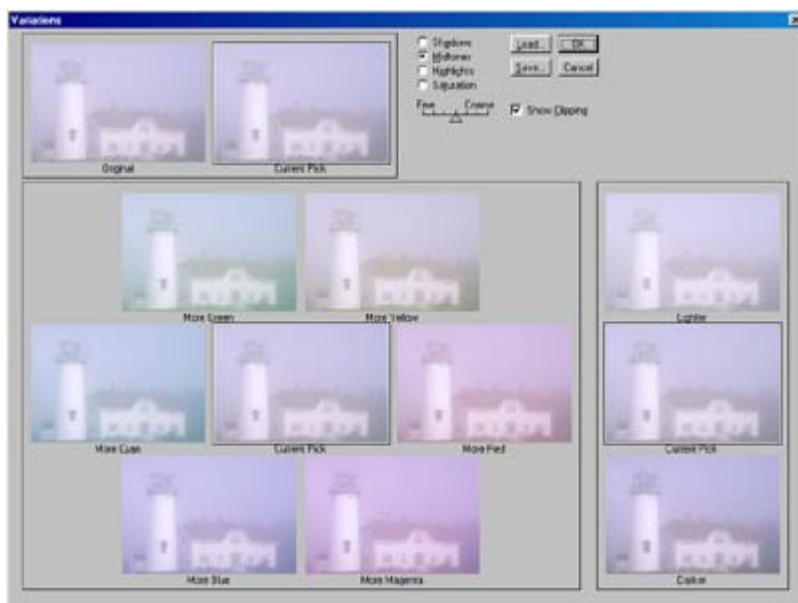 Variations
Original
Current Pick
Shadows
Midtones
Highlights
Saturation
Fine Coarse
Load...
OK
Save...
Cancel
Show Clipping
More Green
More Yellow
More Cyan
Current Pick
More Red
More Blue
More Magenta
Lighter
Current Pick
Darker